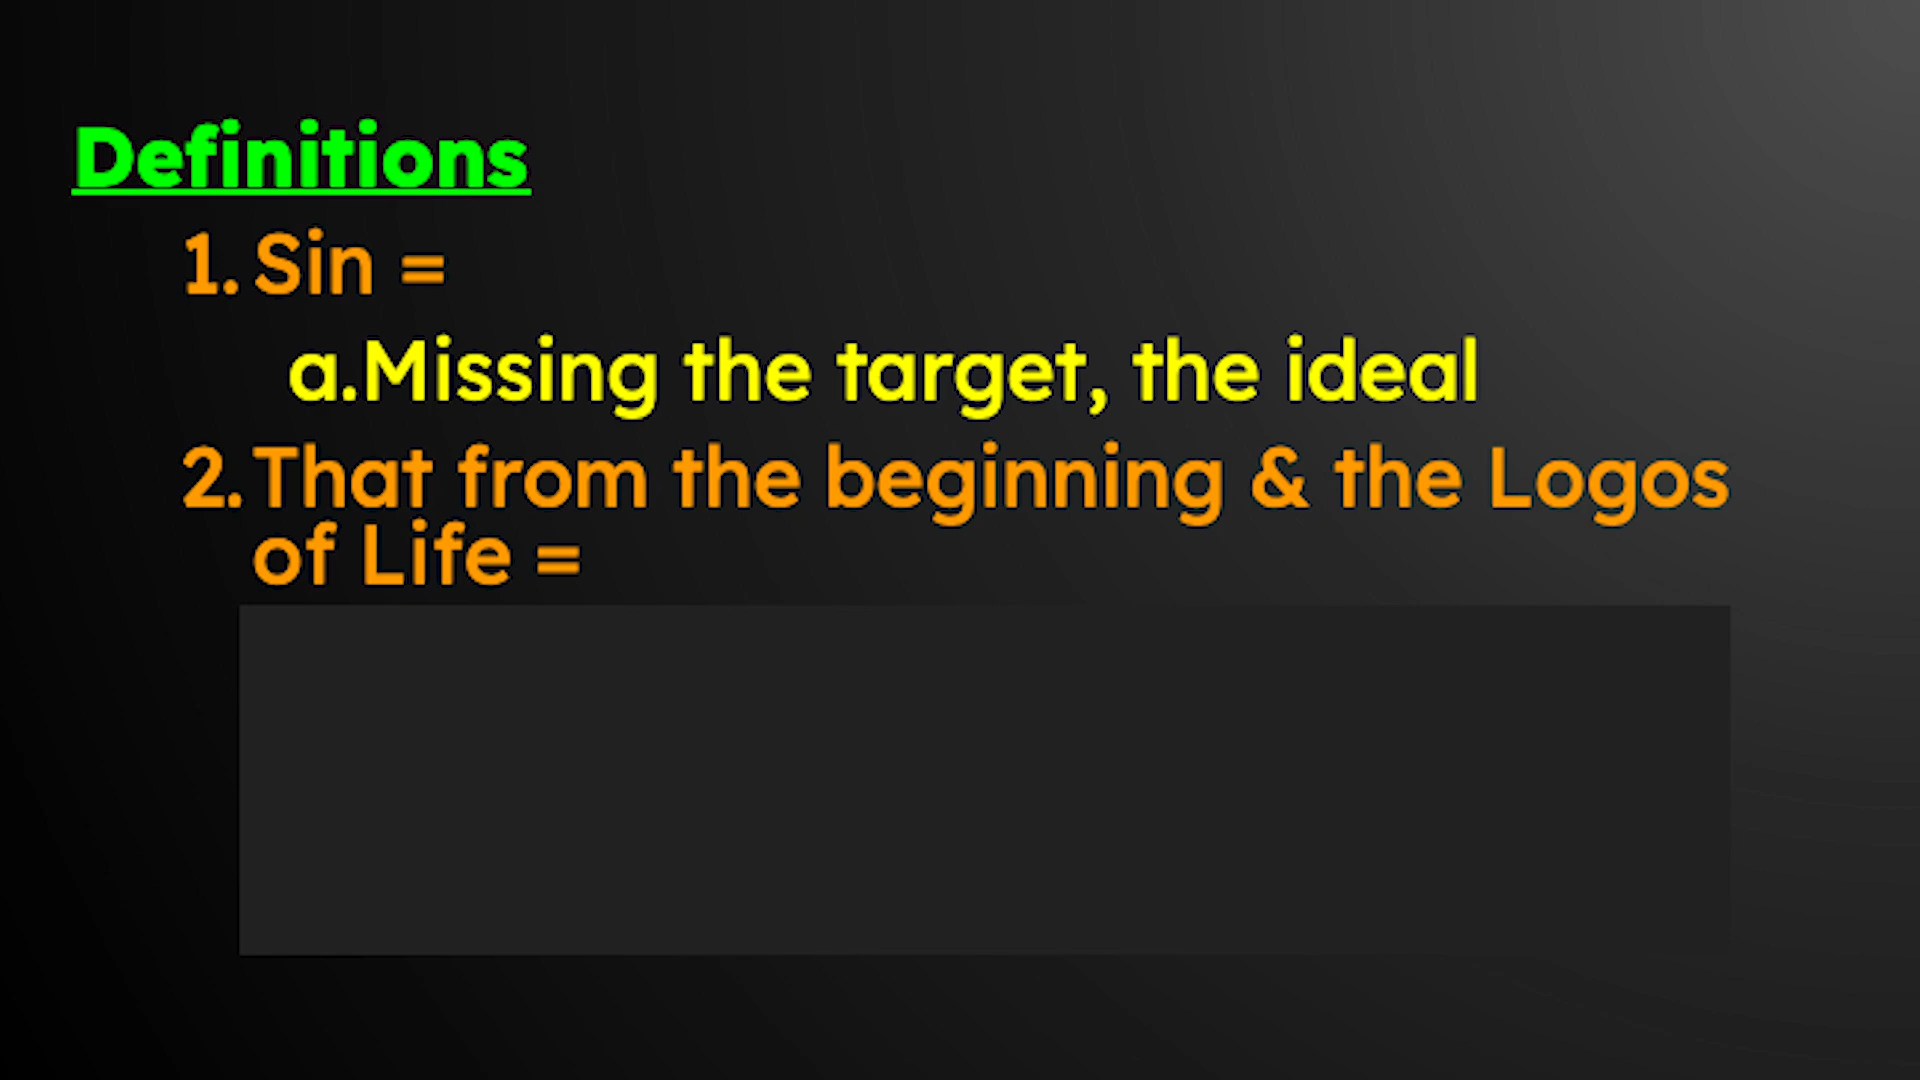 Definitions
1. Sin =
a.Missing the target, the ideal
2. That from the beginning & the Logos
of Life =